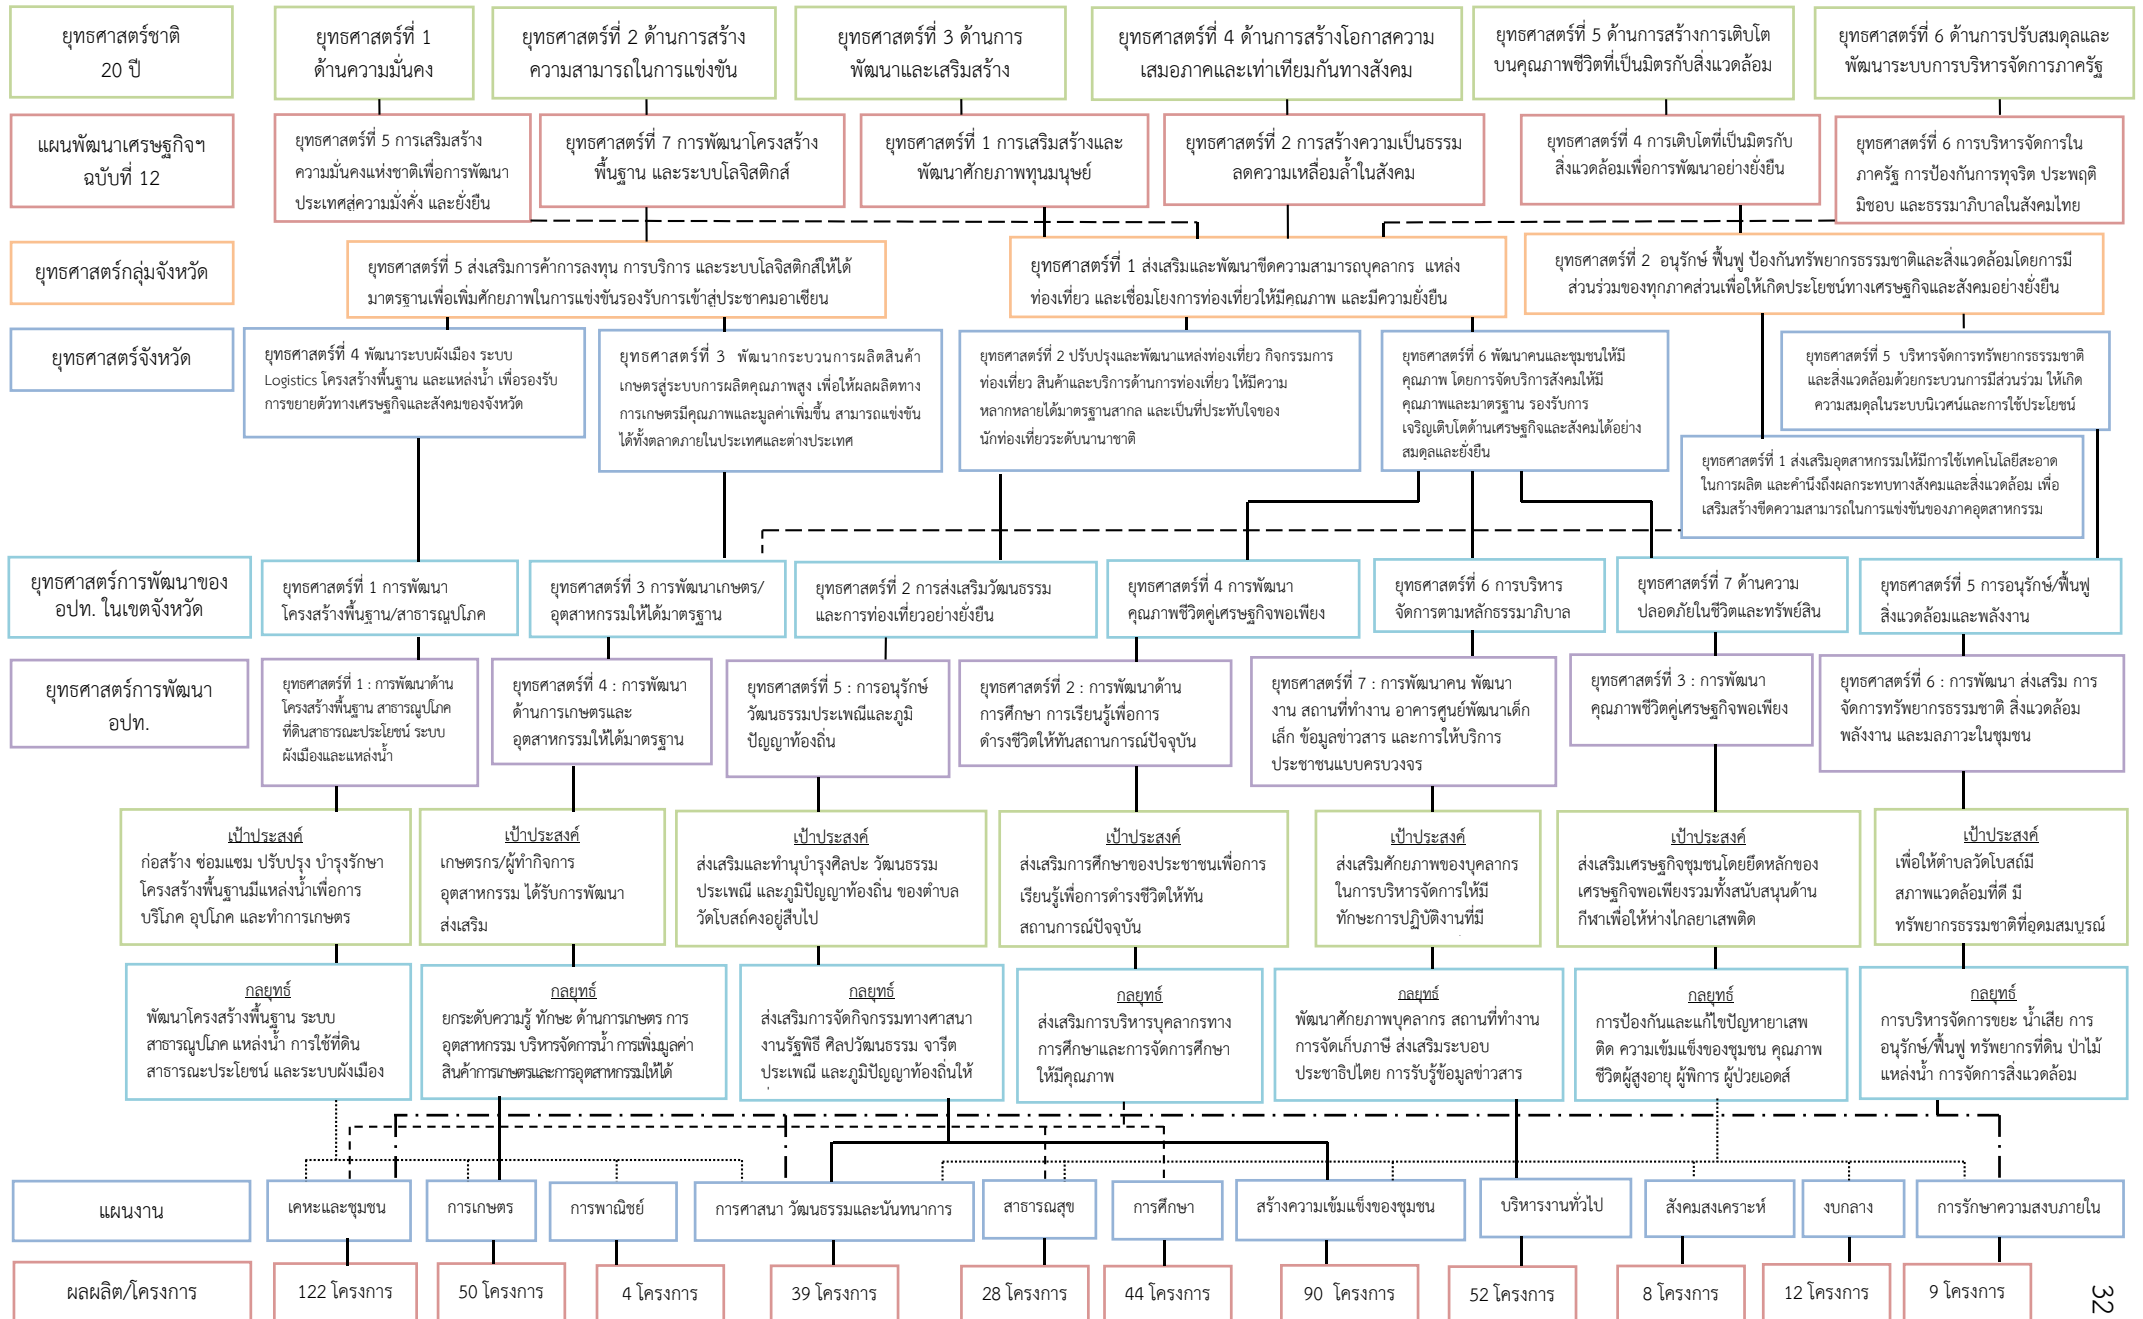 ยุทธศาสตร์ชาติ
20 ปี
ยุทธศาสตร์ที่ 1
ด้านความมั่นคง
ยุทธศาสตร์ที่ 2 ด้านการสร้าง
ความสามารถในการแข่งขัน
ยุทธศาสตร์ที่ 3 ด้านการ
พัฒนาและเสริมสร้าง
ยุทธศาสตร์ที่ 4 ด้านการสร้างโอกาสความ
เสมอภาคและเท่าเทียมกันทางสังคม
ยุทธศาสตร์ที่ 5 ด้านการสร้างการเติบโต
บนคุณภาพชีวิตที่เป็นมิตรกับสิ่งแวดล้อม
ยุทธศาสตร์ที่ 6 ด้านการปรับสมดุลและ
พัฒนาระบบการบริหารจัดการภาครัฐ
แผนพัฒนาเศรษฐกิจฯ
ฉบับที่ 12
ยุทธศาสตร์ที่ 5 การเสริมสร้าง
ความมั่นคงแห่งชาติเพื่อการพัฒนา
ประเทศสู่ความมั่งคั่ง และยั่งยืน
ยุทธศาสตร์ที่ 7 การพัฒนาโครงสร้าง
พื้นฐาน และระบบโลจิสติกส์
ยุทธศาสตร์ที่ 1 การเสริมสร้างและ
พัฒนาศักยภาพทุนมนุษย์
ยุทธศาสตร์ที่ 2 การสร้างความเป็นธรรม
ลดความเหลื่อมล้ำในสังคม
ยุทธศาสตร์ที่ 4 การเติบโตที่เป็นมิตรกับ
สิ่งแวดล้อมเพื่อการพัฒนาอย่างยั่งยืน
ยุทธศาสตร์ที่ 6 การบริหารจัดการใน
ภาครัฐ การป้องกันการทุจริต ประพฤติ
มิชอบ และธรรมาภิบาลในสังคมไทย
ยุทธศาสตร์กลุ่มจังหวัด
ยุทธศาสตร์ที่ 5 ส่งเสริมการค้าการลงทุน การบริการ และระบบโลจิสติกส์ให้ได้
มาตรฐานเพื่อเพิ่มศักยภาพในการแข่งขันรองรับการเข้าสู่ประชาคมอาเซียน
ยุทธศาสตร์ที่ 1 ส่งเสริมและพัฒนาขีดความสามารถบุคลากร แหล่ง
ท่องเที่ยว และเชื่อมโยงการท่องเที่ยวให้มีคุณภาพ และมีความยั่งยืน
ยุทธศาสตร์ที่ 2 อนุรักษ์ ฟื้นฟู ป้องกันทรัพยากรธรรมชาติและสิ่งแวดล้อมโดยการมี
ส่วนร่วมของทุกภาคส่วนเพื่อให้เกิดประโยชน์ทางเศรษฐกิจและสังคมอย่างยั่งยืน
ยุทธศาสตร์จังหวัด
ยุทธศาสตร์ที่ 4 พัฒนาระบบผังเมือง ระบบ
Logistics โครงสร้างพื้นฐาน และแหล่งน้ำ เพื่อรองรับ
การขยายตัวทางเศรษฐกิจและสังคมของจังหวัด
ยุทธศาสตร์ที่ 3 พัฒนากระบวนการผลิตสินค้า
เกษตรสู่ระบบการผลิตคุณภาพสูง เพื่อให้ผลผลิตทาง
การเกษตรมีคุณภาพและมูลค่าเพิ่มขึ้น สามารถแข่งขัน
ได้ทั้งตลาดภายในประเทศและต่างประเทศ
ยุทธศาสตร์ที่ 2 ปรับปรุงและพัฒนาแหล่งท่องเที่ยว กิจกรรมการ
ท่องเที่ยว สินค้าและบริการด้านการท่องเที่ยว ให้มีความ
หลากหลายได้มาตรฐานสากล และเป็นที่ประทับใจของ
นักท่องเที่ยวระดับนานาชาติ
ยุทธศาสตร์ที่ 6 พัฒนาคนและชุมชนให้มี
คุณภาพ โดยการจัดบริการสังคมให้มี
คุณภาพและมาตรฐาน รองรับการ
เจริญเติบโตด้านเศรษฐกิจและสังคมได้อย่าง
สมดุลและยั่งยืน
ยุทธศาสตร์ที่ 5 บริหารจัดการทรัพยากรธรรมชาติ
และสิ่งแวดล้อมด้วยกระบวนการมีส่วนร่วม ให้เกิด
ความสมดุลในระบบนิเวศน์และการใช้ประโยชน์
ยุทธศาสตร์ที่ 1 ส่งเสริมอุตสาหกรรมให้มีการใช้เทคโนโลยีสะอาด
ในการผลิต และคำนึงถึงผลกระทบทางสังคมและสิ่งแวดล้อม เพื่อ
เสริมสร้างขีดความสามารถในการแข่งขันของภาคอุตสาหกรรม
ยุทธศาสตร์การพัฒนาของ
อปท. ในเขตจังหวัด
ยุทธศาสตร์ที่ 1 การพัฒนา
โครงสร้างพื้นฐาน/สาธารณูปโภค
ยุทธศาสตร์ที่ 3 การพัฒนาเกษตร/
อุตสาหกรรมให้ได้มาตรฐาน
ยุทธศาสตร์ที่ 2 การส่งเสริมวัฒนธรรม
และการท่องเที่ยวอย่างยั่งยืน
ยุทธศาสตร์ที่ 4 การพัฒนา
คุณภาพชีวิตคู่เศรษฐกิจพอเพียง
ยุทธศาสตร์ที่ 6 การบริหาร
จัดการตามหลักธรรมาภิบาล
ยุทธศาสตร์ที่ 7 ด้านความ
ปลอดภัยในชีวิตและทรัพย์สิน
ยุทธศาสตร์ที่ 5 การอนุรักษ์/ฟื้นฟู
สิ่งแวดล้อมและพลังงาน
ยุทธศาสตร์การพัฒนา
อปท.
ยุทธศาสตร์ที่ 1 : การพัฒนาด้าน
โครงสร้างพื้นฐาน สาธารณูปโภค
ที่ดินสาธารณะประโยชน์ ระบบ
ผังเมืองและแหล่งน้ำ
ยุทธศาสตร์ที่ 4 : การพัฒนา
ด้านการเกษตรและ
อุตสาหกรรมให้ได้มาตรฐาน
ยุทธศาสตร์ที่ 5 : การอนุรักษ์
วัฒนธรรมประเพณีและภูมิ
ปัญญาท้องถิ่น
ยุทธศาสตร์ที่ 2 : การพัฒนาด้าน
การศึกษา การเรียนรู้เพื่อการ
ดำรงชีวิตให้ทันสถานการณ์ปัจจุบัน
ยุทธศาสตร์ที่ 7 : การพัฒนาคน พัฒนา
งาน สถานที่ทำงาน อาคารศูนย์พัฒนาเด็ก
เล็ก ข้อมูลข่าวสาร และการให้บริการ
ประชาชนแบบครบวงจร
ยุทธศาสตร์ที่ 3 : การพัฒนา
คุณภาพชีวิตคู่เศรษฐกิจพอเพียง
ยุทธศาสตร์ที่ 6 : การพัฒนา ส่งเสริม การ
จัดการทรัพยากรธรรมชาติ สิ่งแวดล้อม
พลังงาน และมลภาวะในชุมชน
เป้าประสงค์
ก่อสร้าง ซ่อมแซม ปรับปรุง บำรุงรักษา
โครงสร้างพื้นฐานมีแหล่งน้ำเพื่อการ
บริโภค อุปโภค และทำการเกษตร
เป้าประสงค์
เกษตรกร/ผู้ทำกิจการ
อุตสาหกรรม ได้รับการพัฒนา
ส่งเสริม
เป้าประสงค์
ส่งเสริมและทำนุบำรุงศิลปะ วัฒนธรรม
ประเพณี และภูมิปัญญาท้องถิ่น ของตำบล
วัดโบสถ์คงอยู่สืบไป
เป้าประสงค์
ส่งเสริมการศึกษาของประชาชนเพื่อการ
เรียนรู้เพื่อการดำรงชีวิตให้ทัน
สถานการณ์ปัจจุบัน
เป้าประสงค์
ส่งเสริมศักยภาพของบุคลากร
ในการบริหารจัดการให้มี
ทักษะการปฏิบัติงานที่มี
เป้าประสงค์
ส่งเสริมเศรษฐกิจชุมชนโดยยึดหลักของ
เศรษฐกิจพอเพียงรวมทั้งสนับสนุนด้าน
กีฬาเพื่อให้ห่างไกลยาเสพติด
เป้าประสงค์
เพื่อให้ตำบลวัดโบสถ์มี
สภาพแวดล้อมที่ดี มี
ทรัพยากรธรรมชาติที่อุดมสมบูรณ์
กลยุทธ์
พัฒนาโครงสร้างพื้นฐาน ระบบ
สาธารณูปโภค แหล่งน้ำ การใช้ที่ดิน
สาธารณะประโยชน์ และระบบผังเมือง
กลยุทธ์
ยกระดับความรู้ ทักษะ ด้านการเกษตร การ
อุตสาหกรรม บริหารจัดการน้ำ การเพิ่มมูลค่า
สินค้าการเกษตรและการอุตสาหกรรมให้ได้
กลยุทธ์
ส่งเสริมการจัดกิจกรรมทางศาสนา
งานรัฐพิธี ศิลปวัฒนธรรม จารีต
ประเพณี และภูมิปัญญาท้องถิ่นให้
กลยุทธ์
ส่งเสริมการบริหารบุคลากรทาง
การศึกษาและการจัดการศึกษา
ให้มีคุณภาพ
กลยุทธ์
พัฒนาศักยภาพบุคลากร สถานที่ทำงาน
การจัดเก็บภาษี ส่งเสริมระบอบ
ประชาธิปไตย การรับรู้ข้อมูลข่าวสาร
กลยุทธ์
การป้องกันและแก้ไขปัญหายาเสพ
ติด ความเข้มแข็งของชุมชน คุณภาพ
ชีวิตผู้สูงอายุ ผู้พิการ ผู้ป่วยเอดส์
กลยุทธ์
การบริหารจัดการขยะ น้ำเสีย การ
อนุรักษ์/ฟื้นฟู ทรัพยากรที่ดิน ป่าไม้
แหล่งน้ำ การจัดการสิ่งแวดล้อม
แผนงาน
เคหะและชุมชน
การเกษตร
การพาณิชย์
การศาสนา วัฒนธรรมและนันทนาการ
สาธารณสุข
การศึกษา
สร้างความเข้มแข็งของชุมชน
บริหารงานทั่วไป
สังคมสงเคราะห์
งบกลาง
การรักษาความสงบภายใน
ผลผลิต/โครงการ
122 โครงการ
50 โครงการ
4 โครงการ
39 โครงการ
28 โครงการ
44 โครงการ
90 โครงการ
52 โครงการ
8 โครงการ
12 โครงการ
9 โครงการ
32